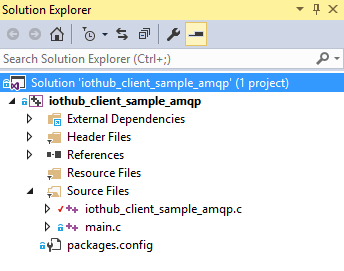 Solution Explorer
Search Solution Explorer (Ctrl+;)
Solution 'iothub_client_sample_amqp' (1 project)
iothub_client_sample_amqp
External Dependencies
Header Files
References
Resource Files
Source Files
iothub_client_sample_amqp.c
main.c
packages.config